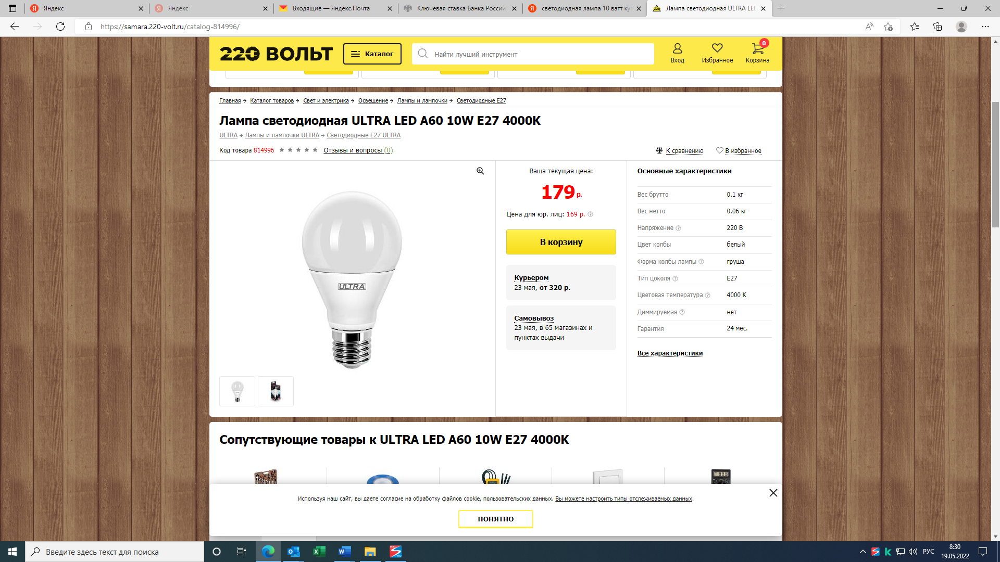 Яндекс
Яндекс
Входящие — Яндекс.Почта
Ключевая ставка Банка России
светодиодная лампа 10 ватт ку
Лампа светодиодная ULTRA LED
https://samara.220-volt.ru/catalog-814996/
220 ВОЛЬТ
Каталог
Найти лучший инструмент
Вход
Избранное
0
Корзина
Главная → Каталог товаров → Свет и электрика → Освещение → Лампы и лампочки → Светодиодные E27
Лампа светодиодная ULTRA LED A60 10W E27 4000K
ULTRA → Лампы и лампочки ULTRA → Светодиодные E27 ULTRA
Код товара 814996
Отзывы и вопросы (0)
К сравнению
В избранное
ULTRA
Ваша текущая цена:
179 р.
Цена для юр. лиц: 169 р.
В корзину
Курьером
23 мая, от 320 р.
Самовывоз
23 мая, в 65 магазинах и
пунктах выдачи
Основные характеристики
Вес брутто 0.1 кг
Вес нетто 0.06 кг
Напряжение 220 В
Цвет колбы белый
Форма колбы лампы груша
Тип цоколя E27
Цветовая температура 4000 K
Диммируемая нет
Гарантия 24 мес.
Все характеристики
Сопутствующие товары к ULTRA LED A60 10W E27 4000K
Используя наш сайт, вы даете согласие на обработку файлов cookie, пользовательских данных. Вы можете настроить типы отслеживаемых данных.
ПОНЯТНО
Введите здесь текст для поиска
РУС
8:30
19.05.2022